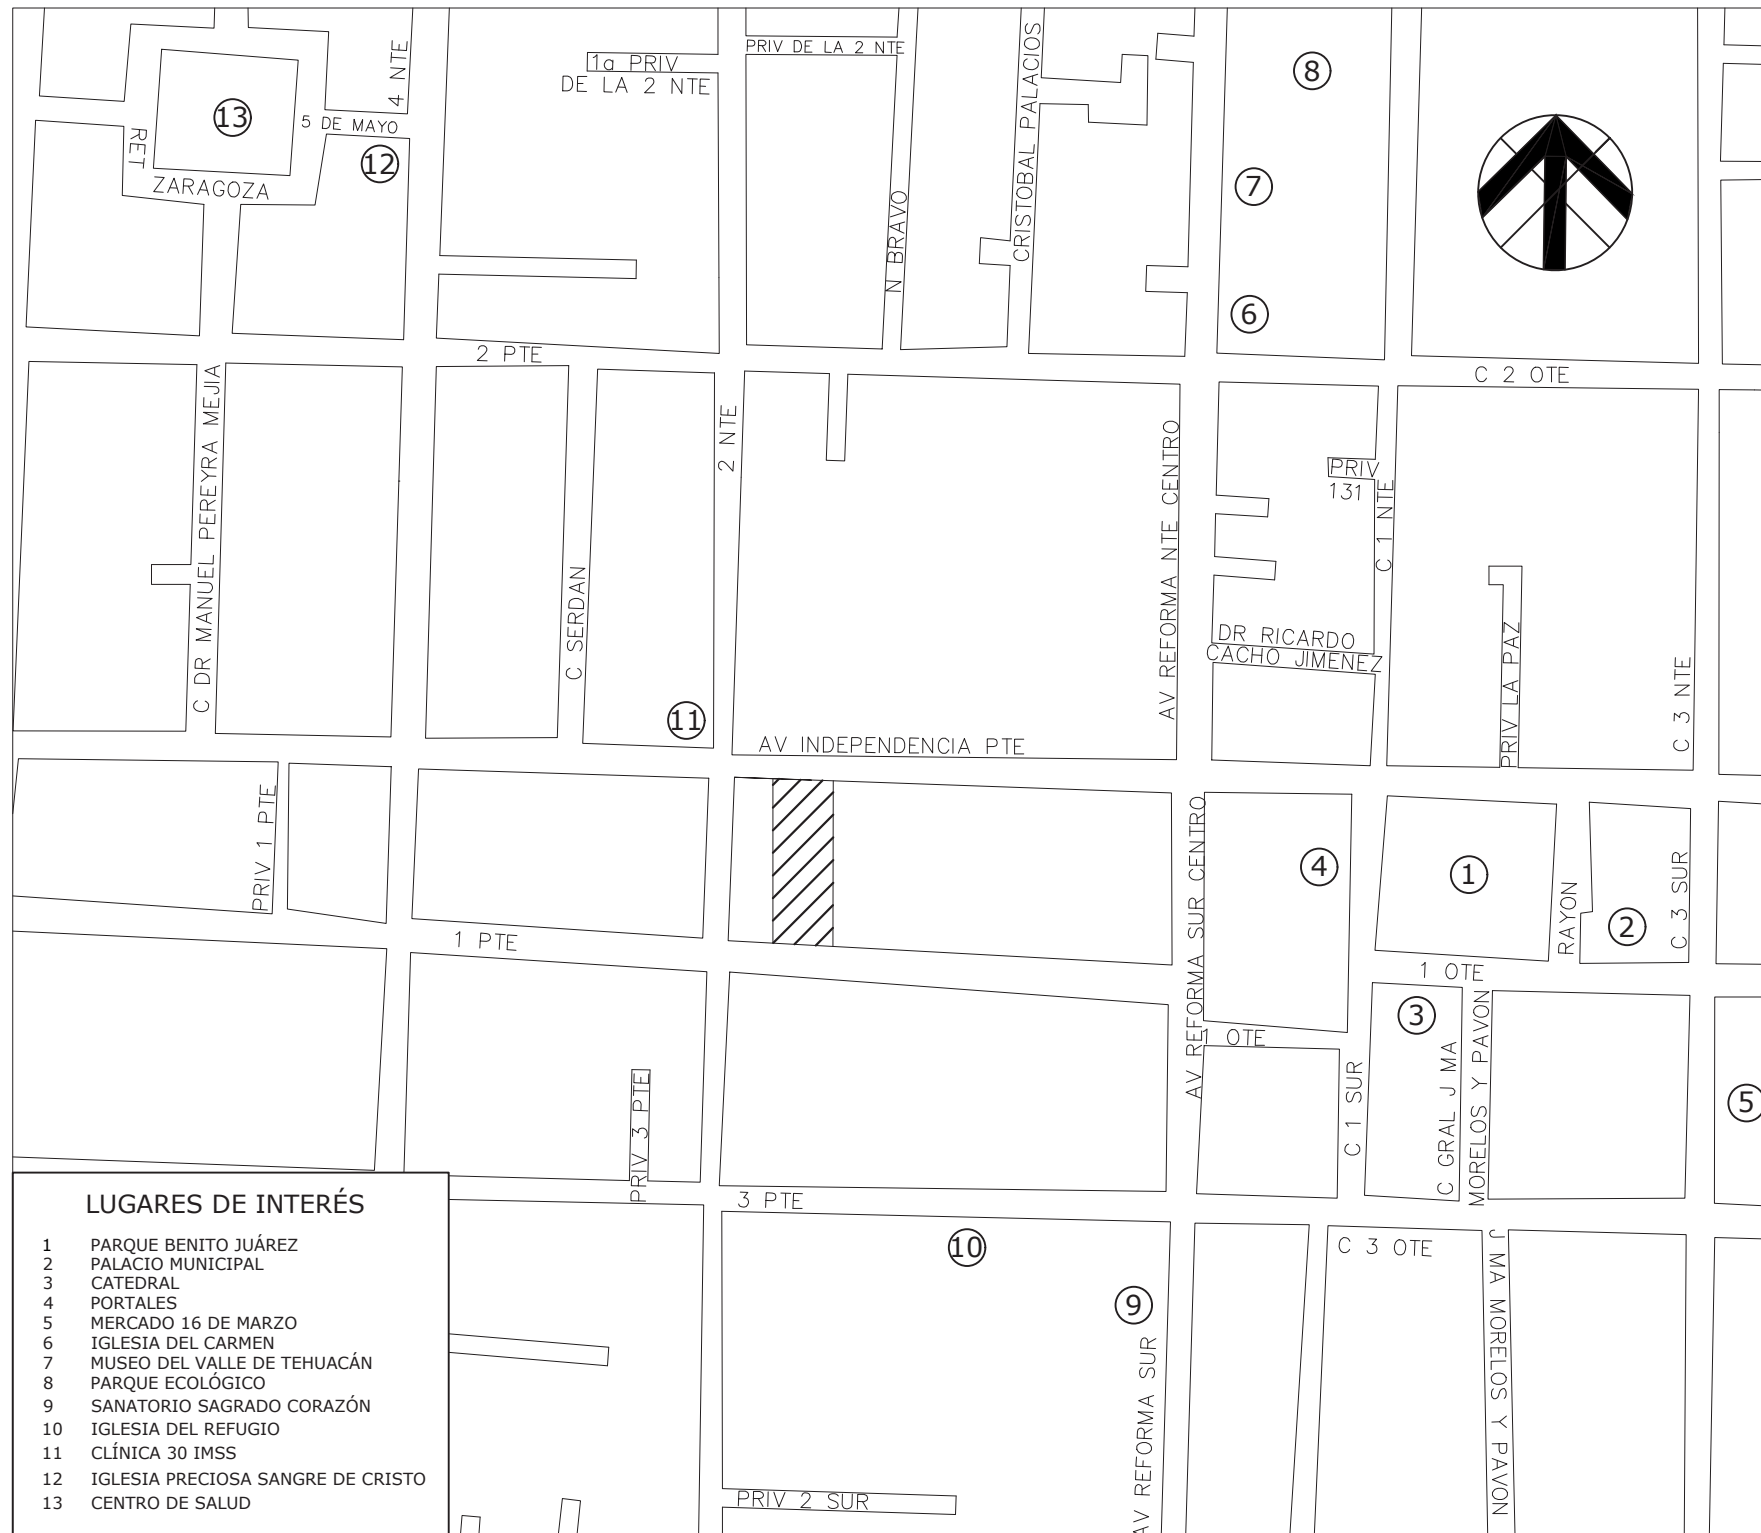 4 NTE
1a PRIV
DE LA 2 NTE
PRIV DE LA 2 NTE
CRISTOBAL PALACIOS
8
13
5 DE MAYO
RET
12
ZARAGOZA
7
N BRAVO
6
2 PTE
C 2 OTE
C DR MANUEL PEREYRA MEJIA
2 NTE
AV REFORMA NTE CENTRO
PRIV
131
C 1 NTE
C SERDAN
DR RICARDO
CACHO JIMENEZ
PRIV LA PAZ
C 3 NTE
11
AV INDEPENDENCIA PTE
PRIV 1 PTE
AV REFORMA SUR CENTRO
4
1
RAYON
2
C 3 SUR
1 PTE
1 OTE
3
1 OTE
C 1 SUR
C GRAL J MA
MORELOS Y PAVON
5
PRIV 3 PTE
3 PTE
10
C 3 OTE
9
AV REFORMA SUR
J MA MORELOS Y PAVON
PRIV 2 SUR
LUGARES DE INTERÉS
1 PARQUE BENITO JUÁREZ
2 PALACIO MUNICIPAL
3 CATEDRAL
4 PORTALES
5 MERCADO 16 DE MARZO
6 IGLESIA DEL CARMEN
7 MUSEO DEL VALLE DE TEHUACÁN
8 PARQUE ECOLÓGICO
9 SANATORIO SAGRADO CORAZÓN
10 IGLESIA DEL REFUGIO
11 CLÍNICA 30 IMSS
12 IGLESIA PRECIOSA SANGRE DE CRISTO
13 CENTRO DE SALUD